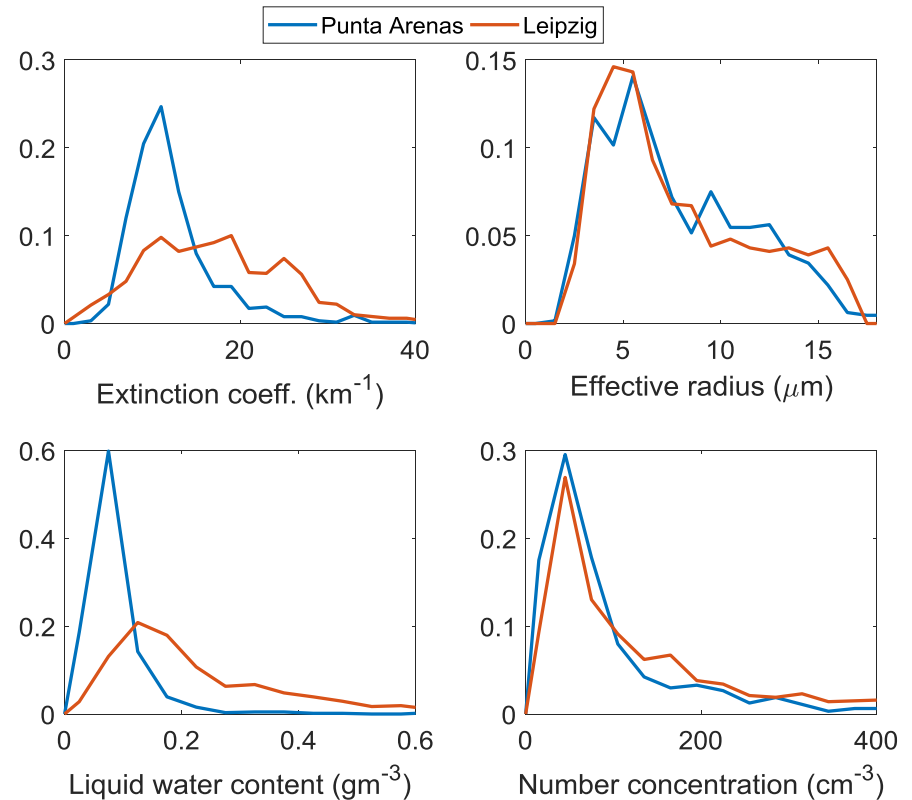 Punta Arenas Leipzig
0.3
0.2
0.1
0
0 20 40
Extinction coeff. (km⁻¹)
0.15
0.1
0.05
0
0 5 10 15
Effective radius (μm)
0.6
0.4
0.2
0
0 0.2 0.4 0.6
Liquid water content (gm⁻³)
0.3
0.2
0.1
0
0 200 400
Number concentration (cm⁻³)